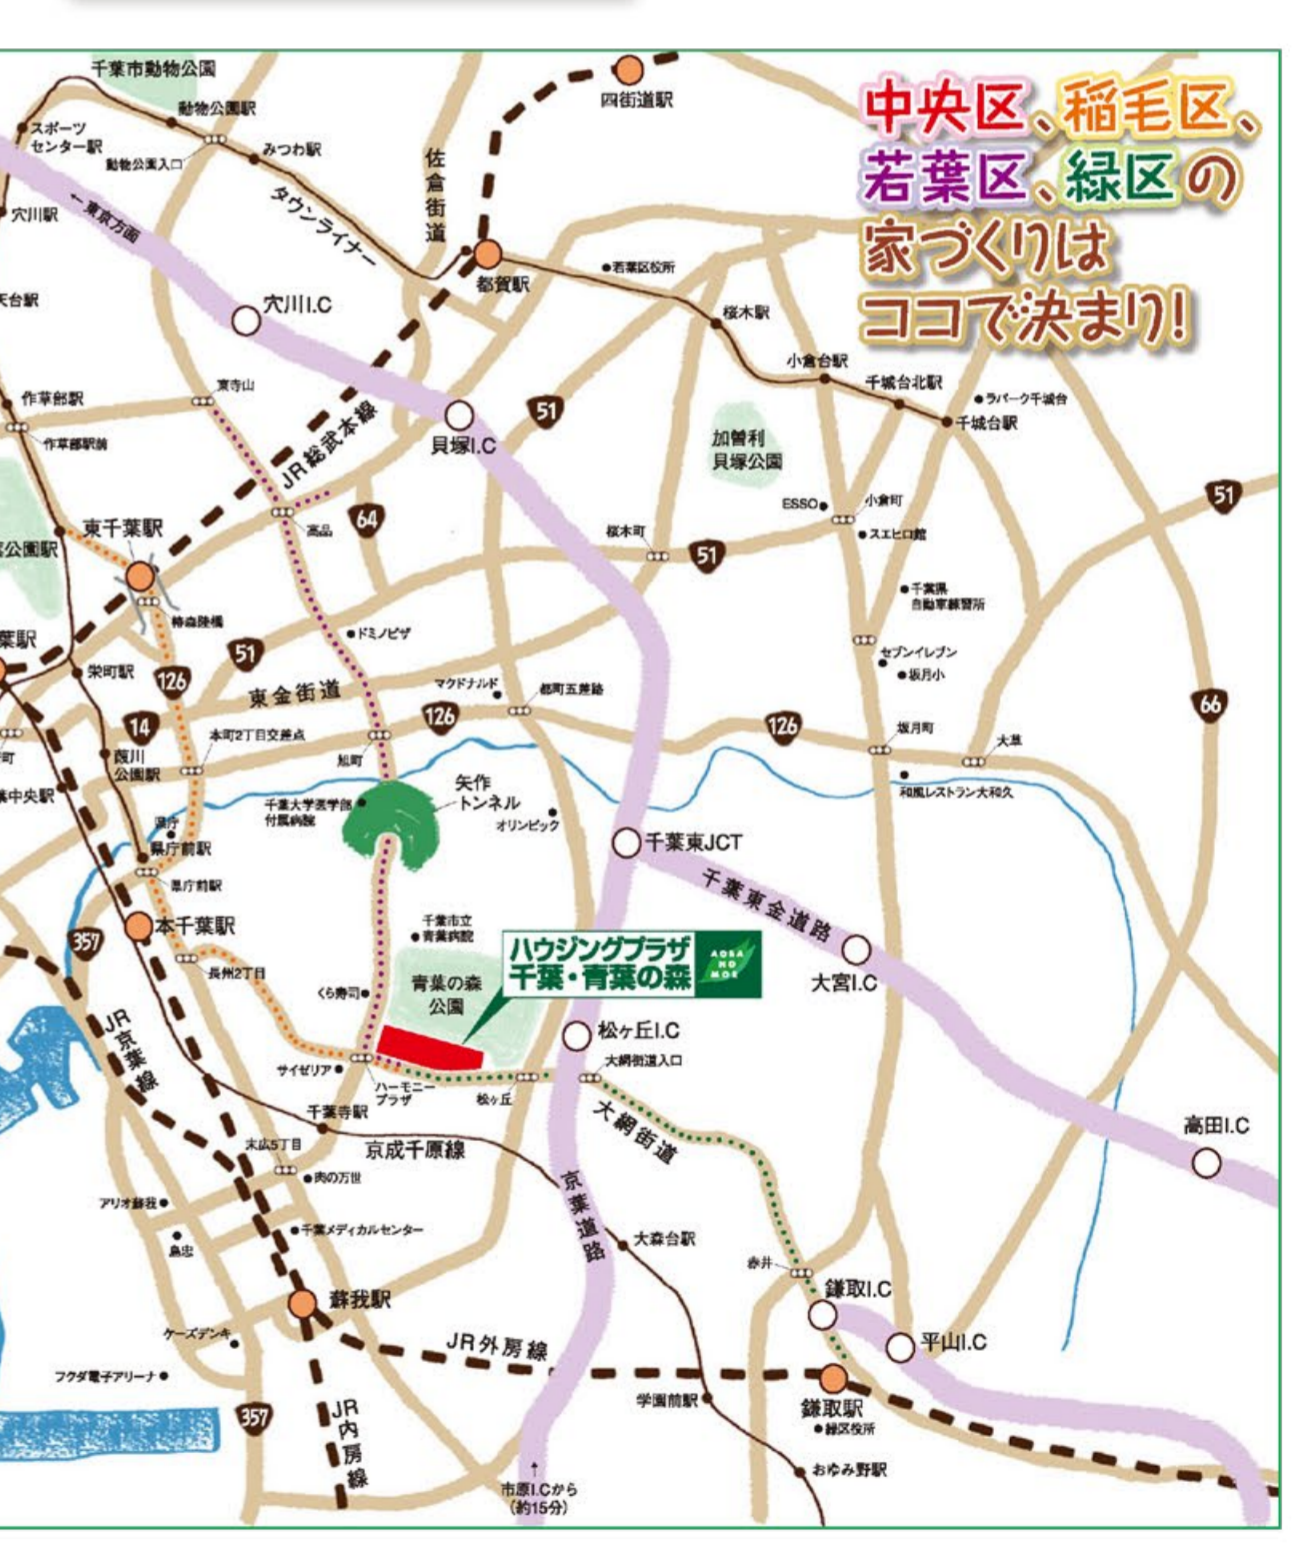 中央区、稲毛区、
若葉区、緑区の
家づくりは
ココで決まり!
千葉市動物公園
四街道駅
動物公園駅
スポーツ
センター駅
動物公園入口
みつわ駅
佐倉街道
タウンライナー
←東京方面
穴川駅
都賀駅
若葉区役所
天台駅
穴川I.C
桜木駅
小倉台駅
千城台北駅
ラパーク千城台
千城台駅
東寺山
作草部駅
作草部駅前
JR総武本線
貝塚I.C
51
加曽利
貝塚公園
ESSO
小倉町
スエヒロ館
51
64
高品
桜木町
51
東千葉駅
公園駅
千葉県
自動車練習所
椿森陸橋
ドミノピザ
51
セブンイレブン
坂月小
葉駅
栄町駅
126
東金街道
マクドナルド
都町五差路
66
14
126
126
坂月町
大草
本町2丁目交差点
旭町
町
葭川
公園駅
葉中央駅
千葉大学医学部
付属病院
矢作
トンネル
オリンピック
和風レストラン大和久
県庁
県庁前駅
県庁前駅
千葉東JCT
千葉東金道路
本千葉駅
357
千葉市立
青葉病院
ハウジングプラザ
千葉・青葉の森
AOBA
NO
MORI
長州2丁目
くら寿司
青葉の森
公園
大宮I.C
JR京葉線
松ヶ丘I.C
大網街道入口
サイゼリア
ハーモニー
プラザ
松ヶ丘
千葉寺駅
大網街道
高田I.C
末広5丁目
京成千原線
肉の万世
京葉道路
アリオ蘇我
千葉メディカルセンター
島忠
大森台駅
赤井
鎌取I.C
蘇我駅
ケーズデンキ
JR外房線
平山I.C
フクダ電子アリーナ
学園前駅
鎌取駅
緑区役所
357
JR内房線
おゆみ野駅
↑
市原I.Cから
(約15分)